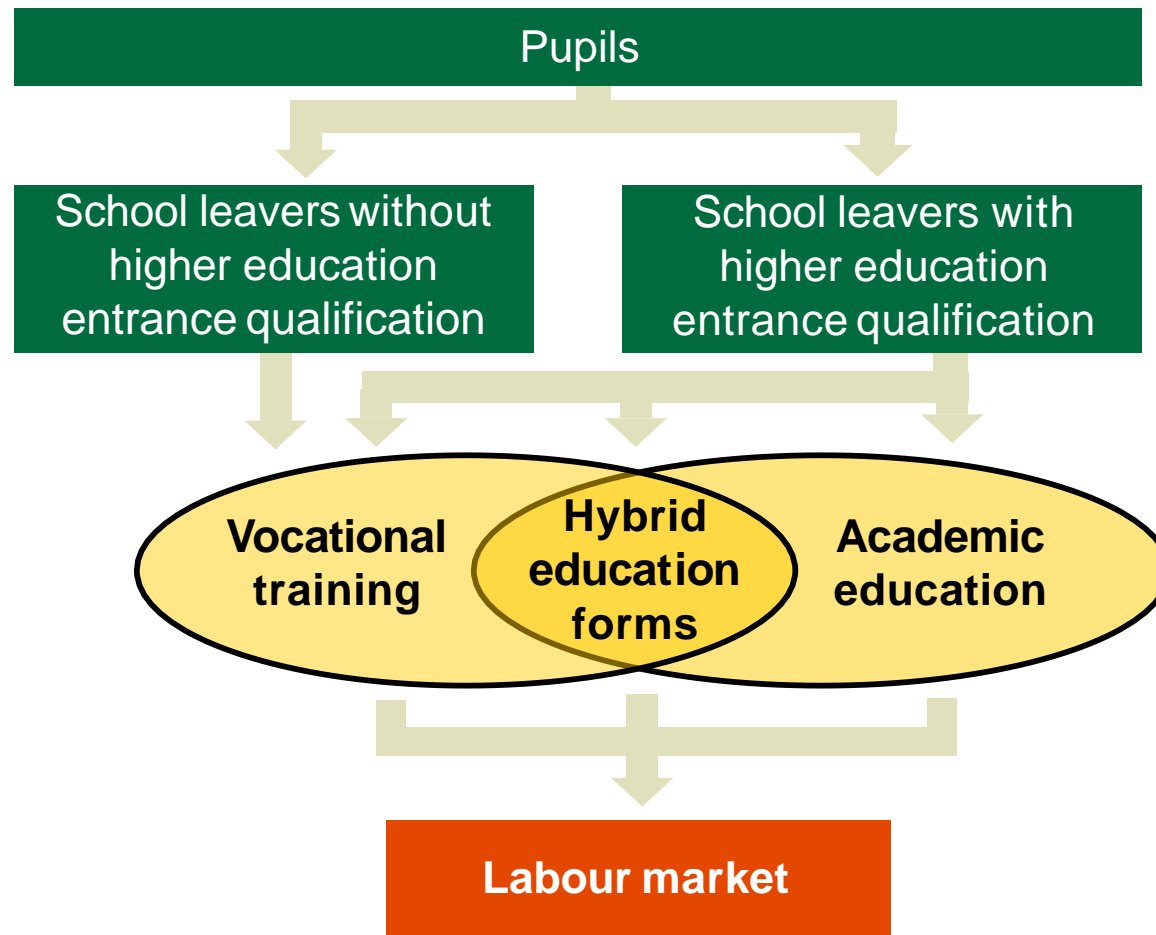 Pupils
School leavers without
higher education
entrance qualification
School leavers with
higher education
entrance qualification
Vocational
training
Hybrid
education
forms
Academic
education
Labour market